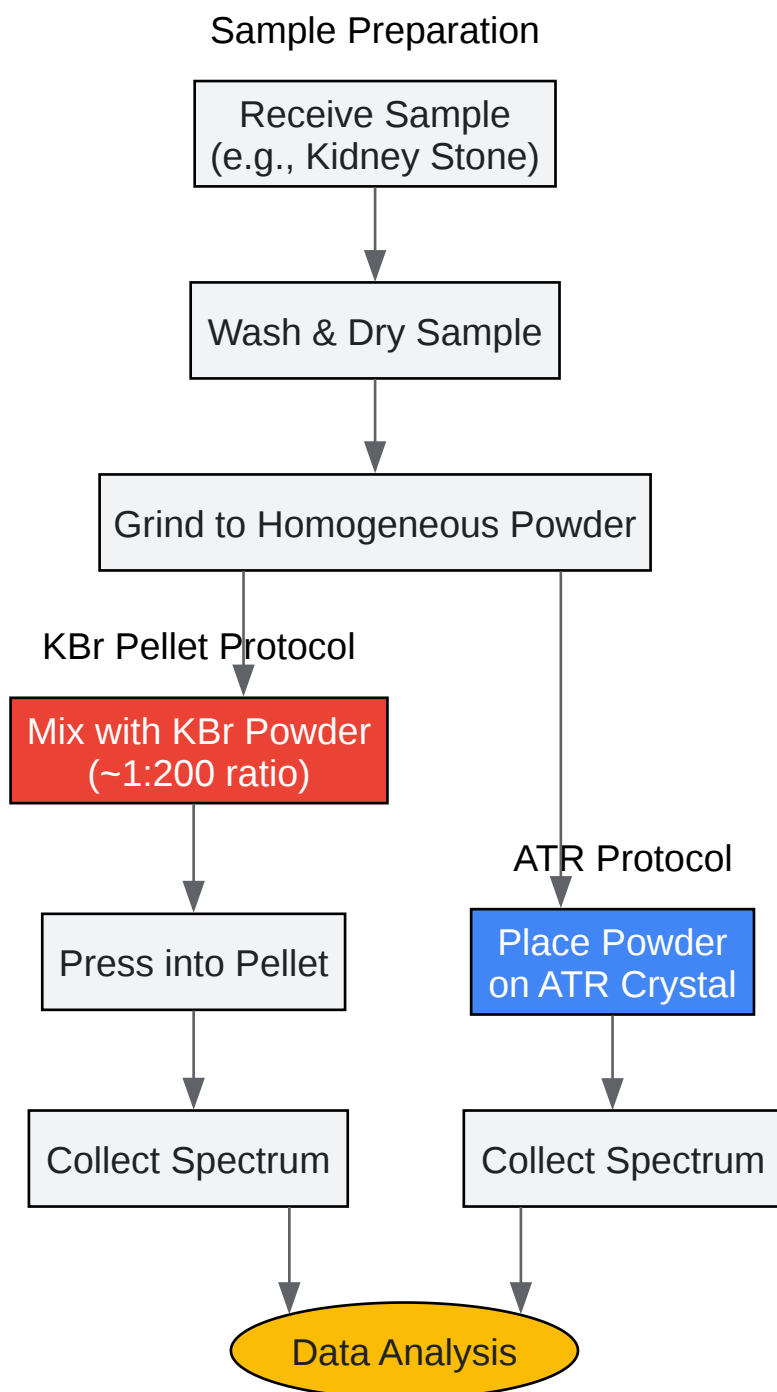 Sample Preparation
Receive Sample
(e.g., Kidney Stone)
Wash & Dry Sample
Grind to Homogeneous Powder
KBr Pellet Protocol
Mix with KBr Powder
(~1:200 ratio)
Press into Pellet
Collect Spectrum
ATR Protocol
Place Powder
on ATR Crystal
Collect Spectrum
Data Analysis